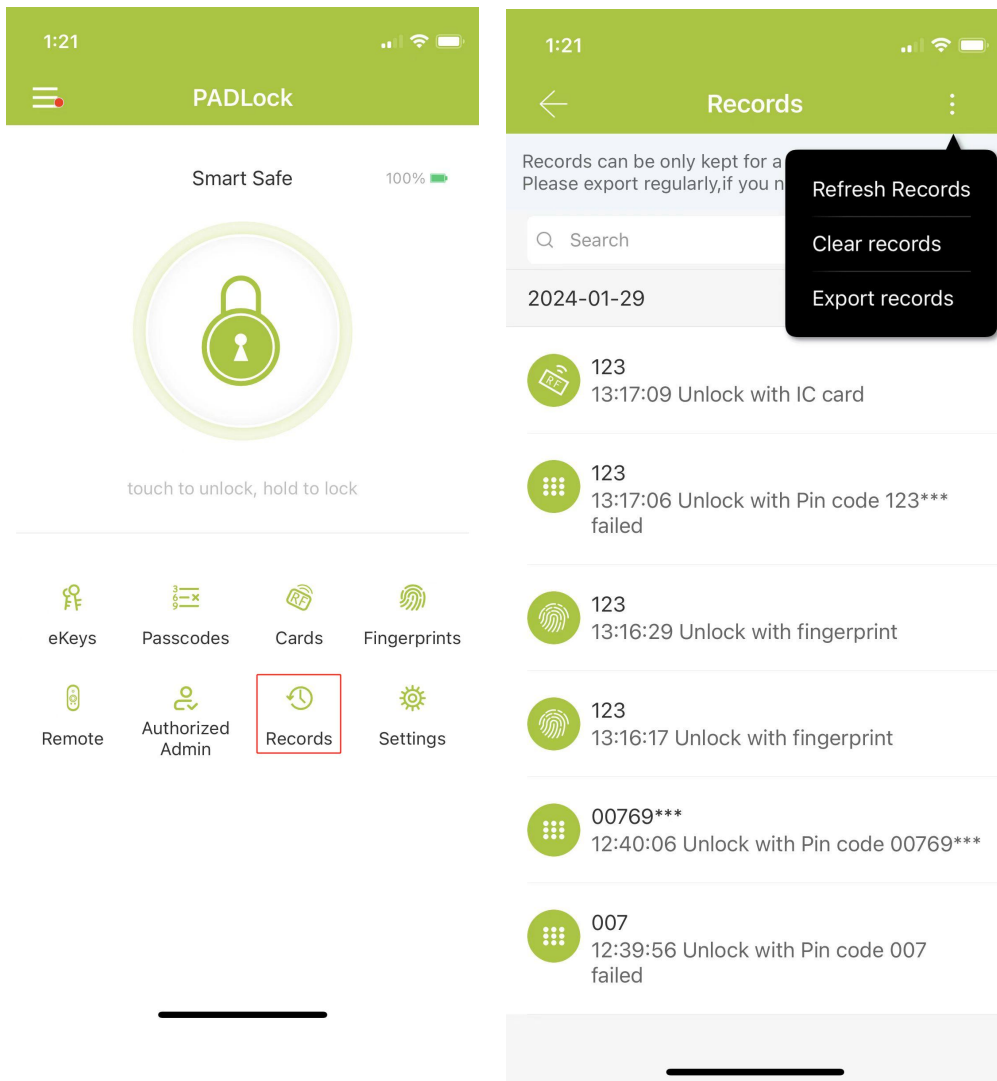 1:21
PADLock
Smart Safe
100%
touch to unlock, hold to lock
3
6
9
RF
eKeys
Passcodes
Cards
Fingerprints
Remote
Authorized
Admin
Records
Settings
1:21
Records
Records can be only kept for a
Please export regularly,if you n
Refresh Records
Clear records
Export records
Search
2024-01-29
RF
123
13:17:09 Unlock with IC card
123
13:17:06 Unlock with Pin code 123***
failed
123
13:16:29 Unlock with fingerprint
123
13:16:17 Unlock with fingerprint
00769***
12:40:06 Unlock with Pin code 00769***
007
12:39:56 Unlock with Pin code 007
failed